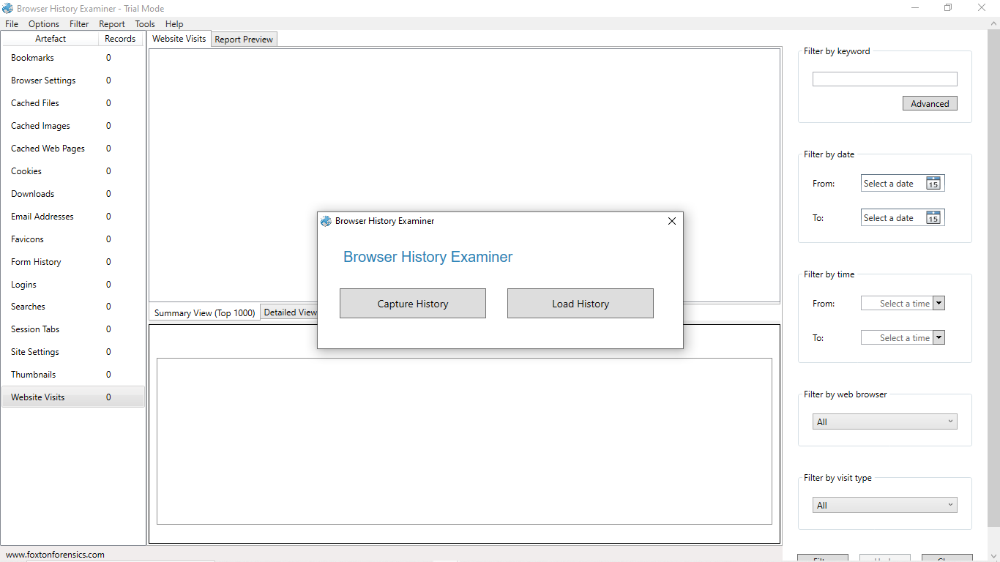 Browser History Examiner - Trial Mode
File Options Filter Report Tools Help
Artefact Records
Bookmarks 0
Browser Settings 0
Cached Files 0
Cached Images 0
Cached Web Pages 0
Cookies 0
Downloads 0
Email Addresses 0
Favicons 0
Form History 0
Logins 0
Searches 0
Session Tabs 0
Site Settings 0
Thumbnails 0
Website Visits 0
Website Visits Report Preview
Summary View (Top 1000) Detailed View
Browser History Examiner
Browser History Examiner
Capture History Load History
Filter by keyword
Advanced
Filter by date
From: Select a date 15
To: Select a date 15
Filter by time
From: Select a time
To: Select a time
Filter by web browser
All
Filter by visit type
All
www.foxtonforensics.com